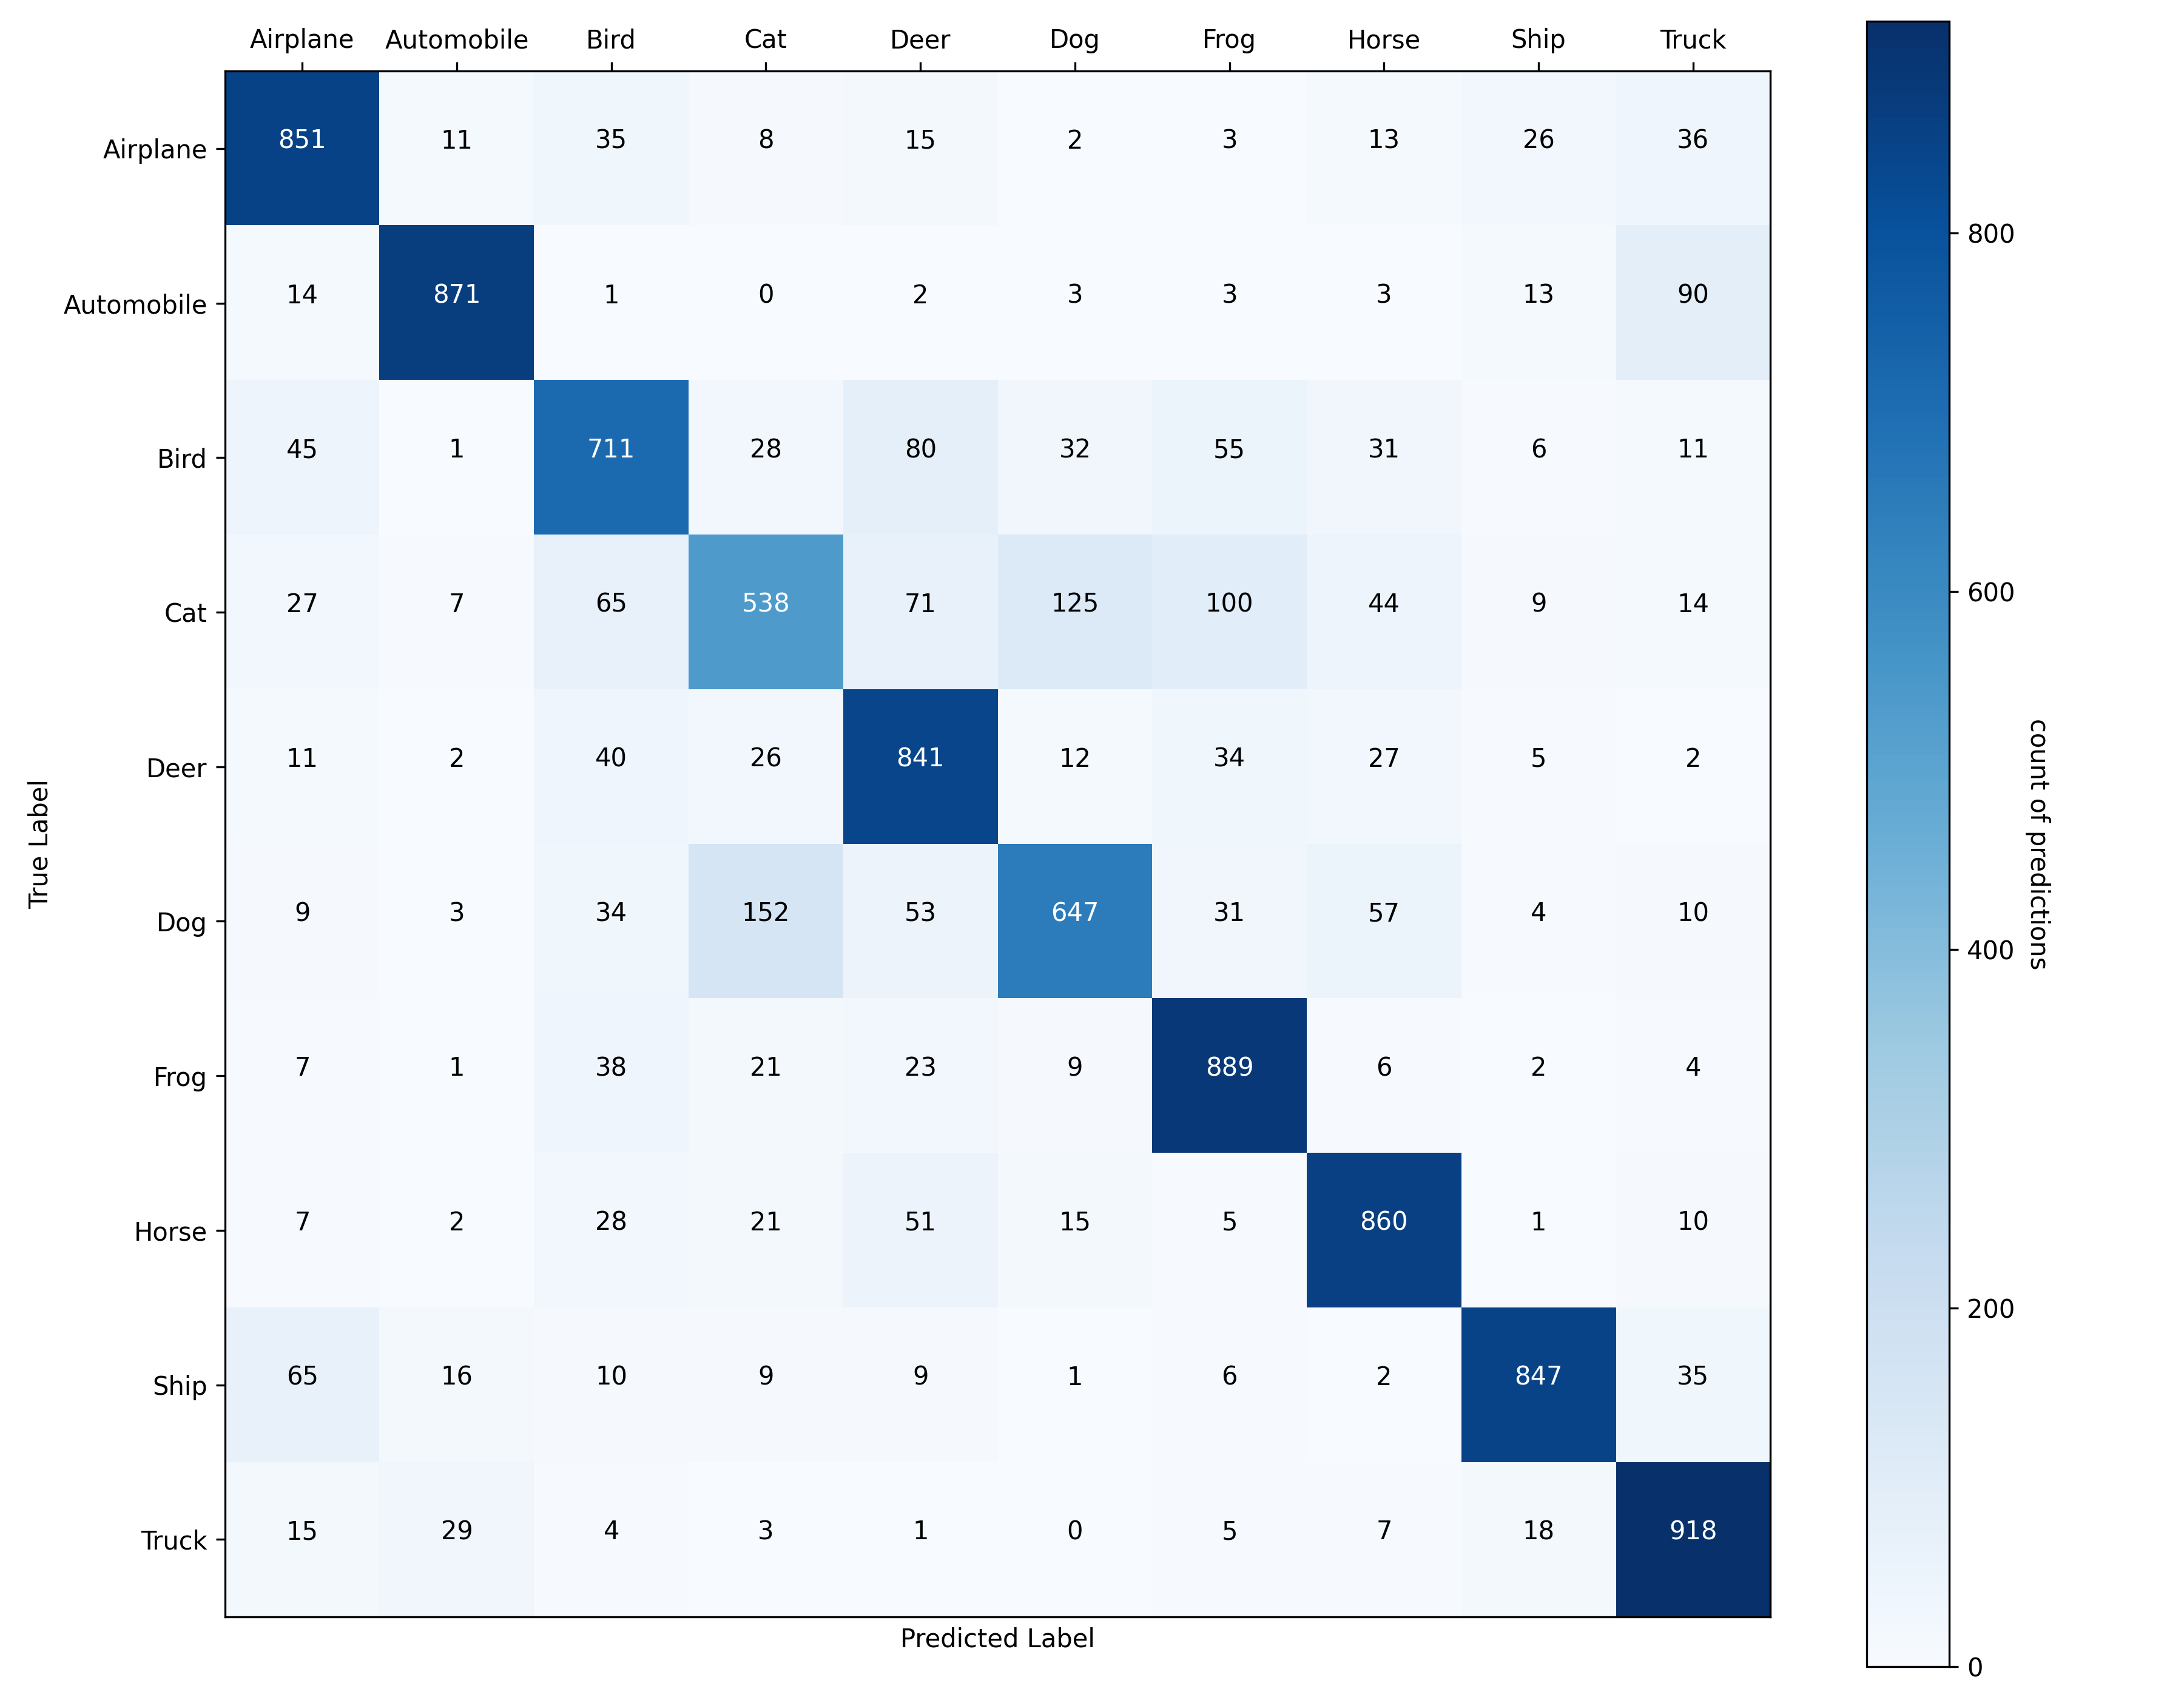 Airplane Automobile Bird Cat Deer Dog Frog Horse Ship Truck
Airplane 851 11 35 8 15 2 3 13 26 36
Automobile 14 871 1 0 2 3 3 3 13 90
Bird 45 1 711 28 80 32 55 31 6 11
Cat 27 7 65 538 71 125 100 44 9 14
Deer 11 2 40 26 841 12 34 27 5 2
Dog 9 3 34 152 53 647 31 57 4 10
Frog 7 1 38 21 23 9 889 6 2 4
Horse 7 2 28 21 51 15 5 860 1 10
Ship 65 16 10 9 9 1 6 2 847 35
Truck 15 29 4 3 1 0 5 7 18 918
True Label
Predicted Label
800
600
400
200
0
count of predictions